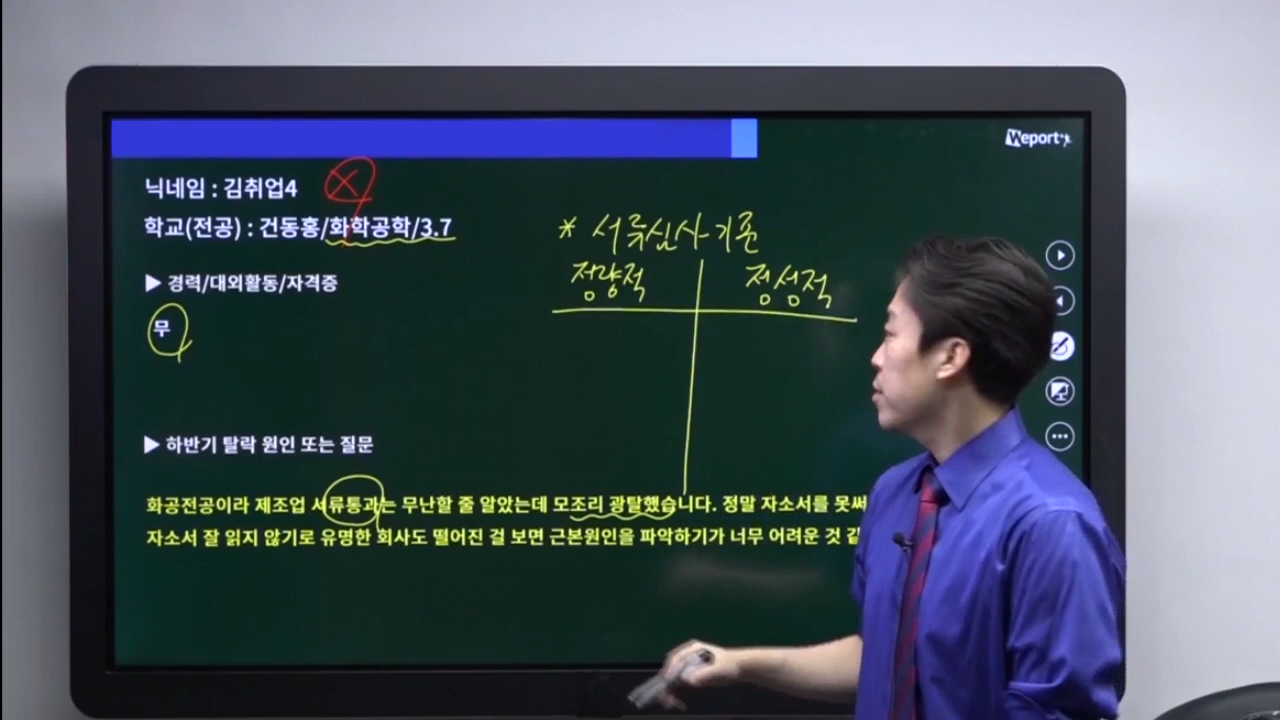 Weport
닉네임 : 김취업4
학교(전공) : 건동홍/화학공학/3.7
* 서류심사기준
정량적 정성적
▶ 경력/대외활동/자격증
무
▶ 하반기 탈락 원인 또는 질문
화공전공이라 제조업 서류통과는 무난할 줄 알았는데 모조리 광탈했습니다. 정말 자소서를 못써
자소서 잘 읽지 않기로 유명한 회사도 떨어진 걸 보면 근본원인을 파악하기가 너무 어려운 것 같